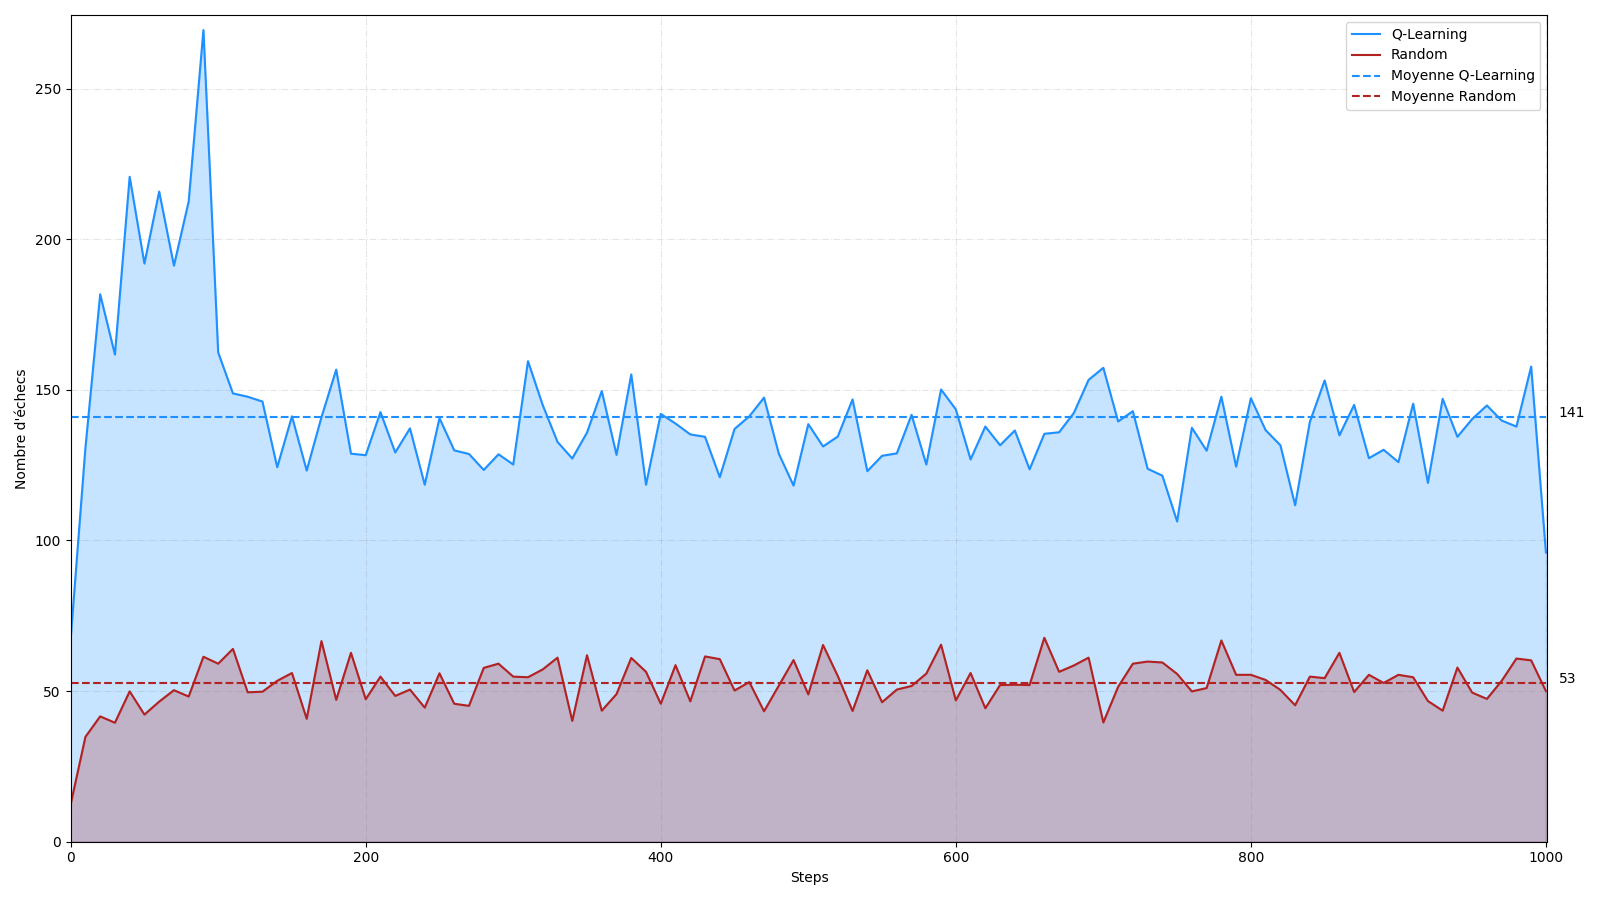 Q-Learning
Random
Moyenne Q-Learning
Moyenne Random
250
200
150
100
50
0
Nombre d'échecs
141
53
0 200 400 600 800 1000
Steps